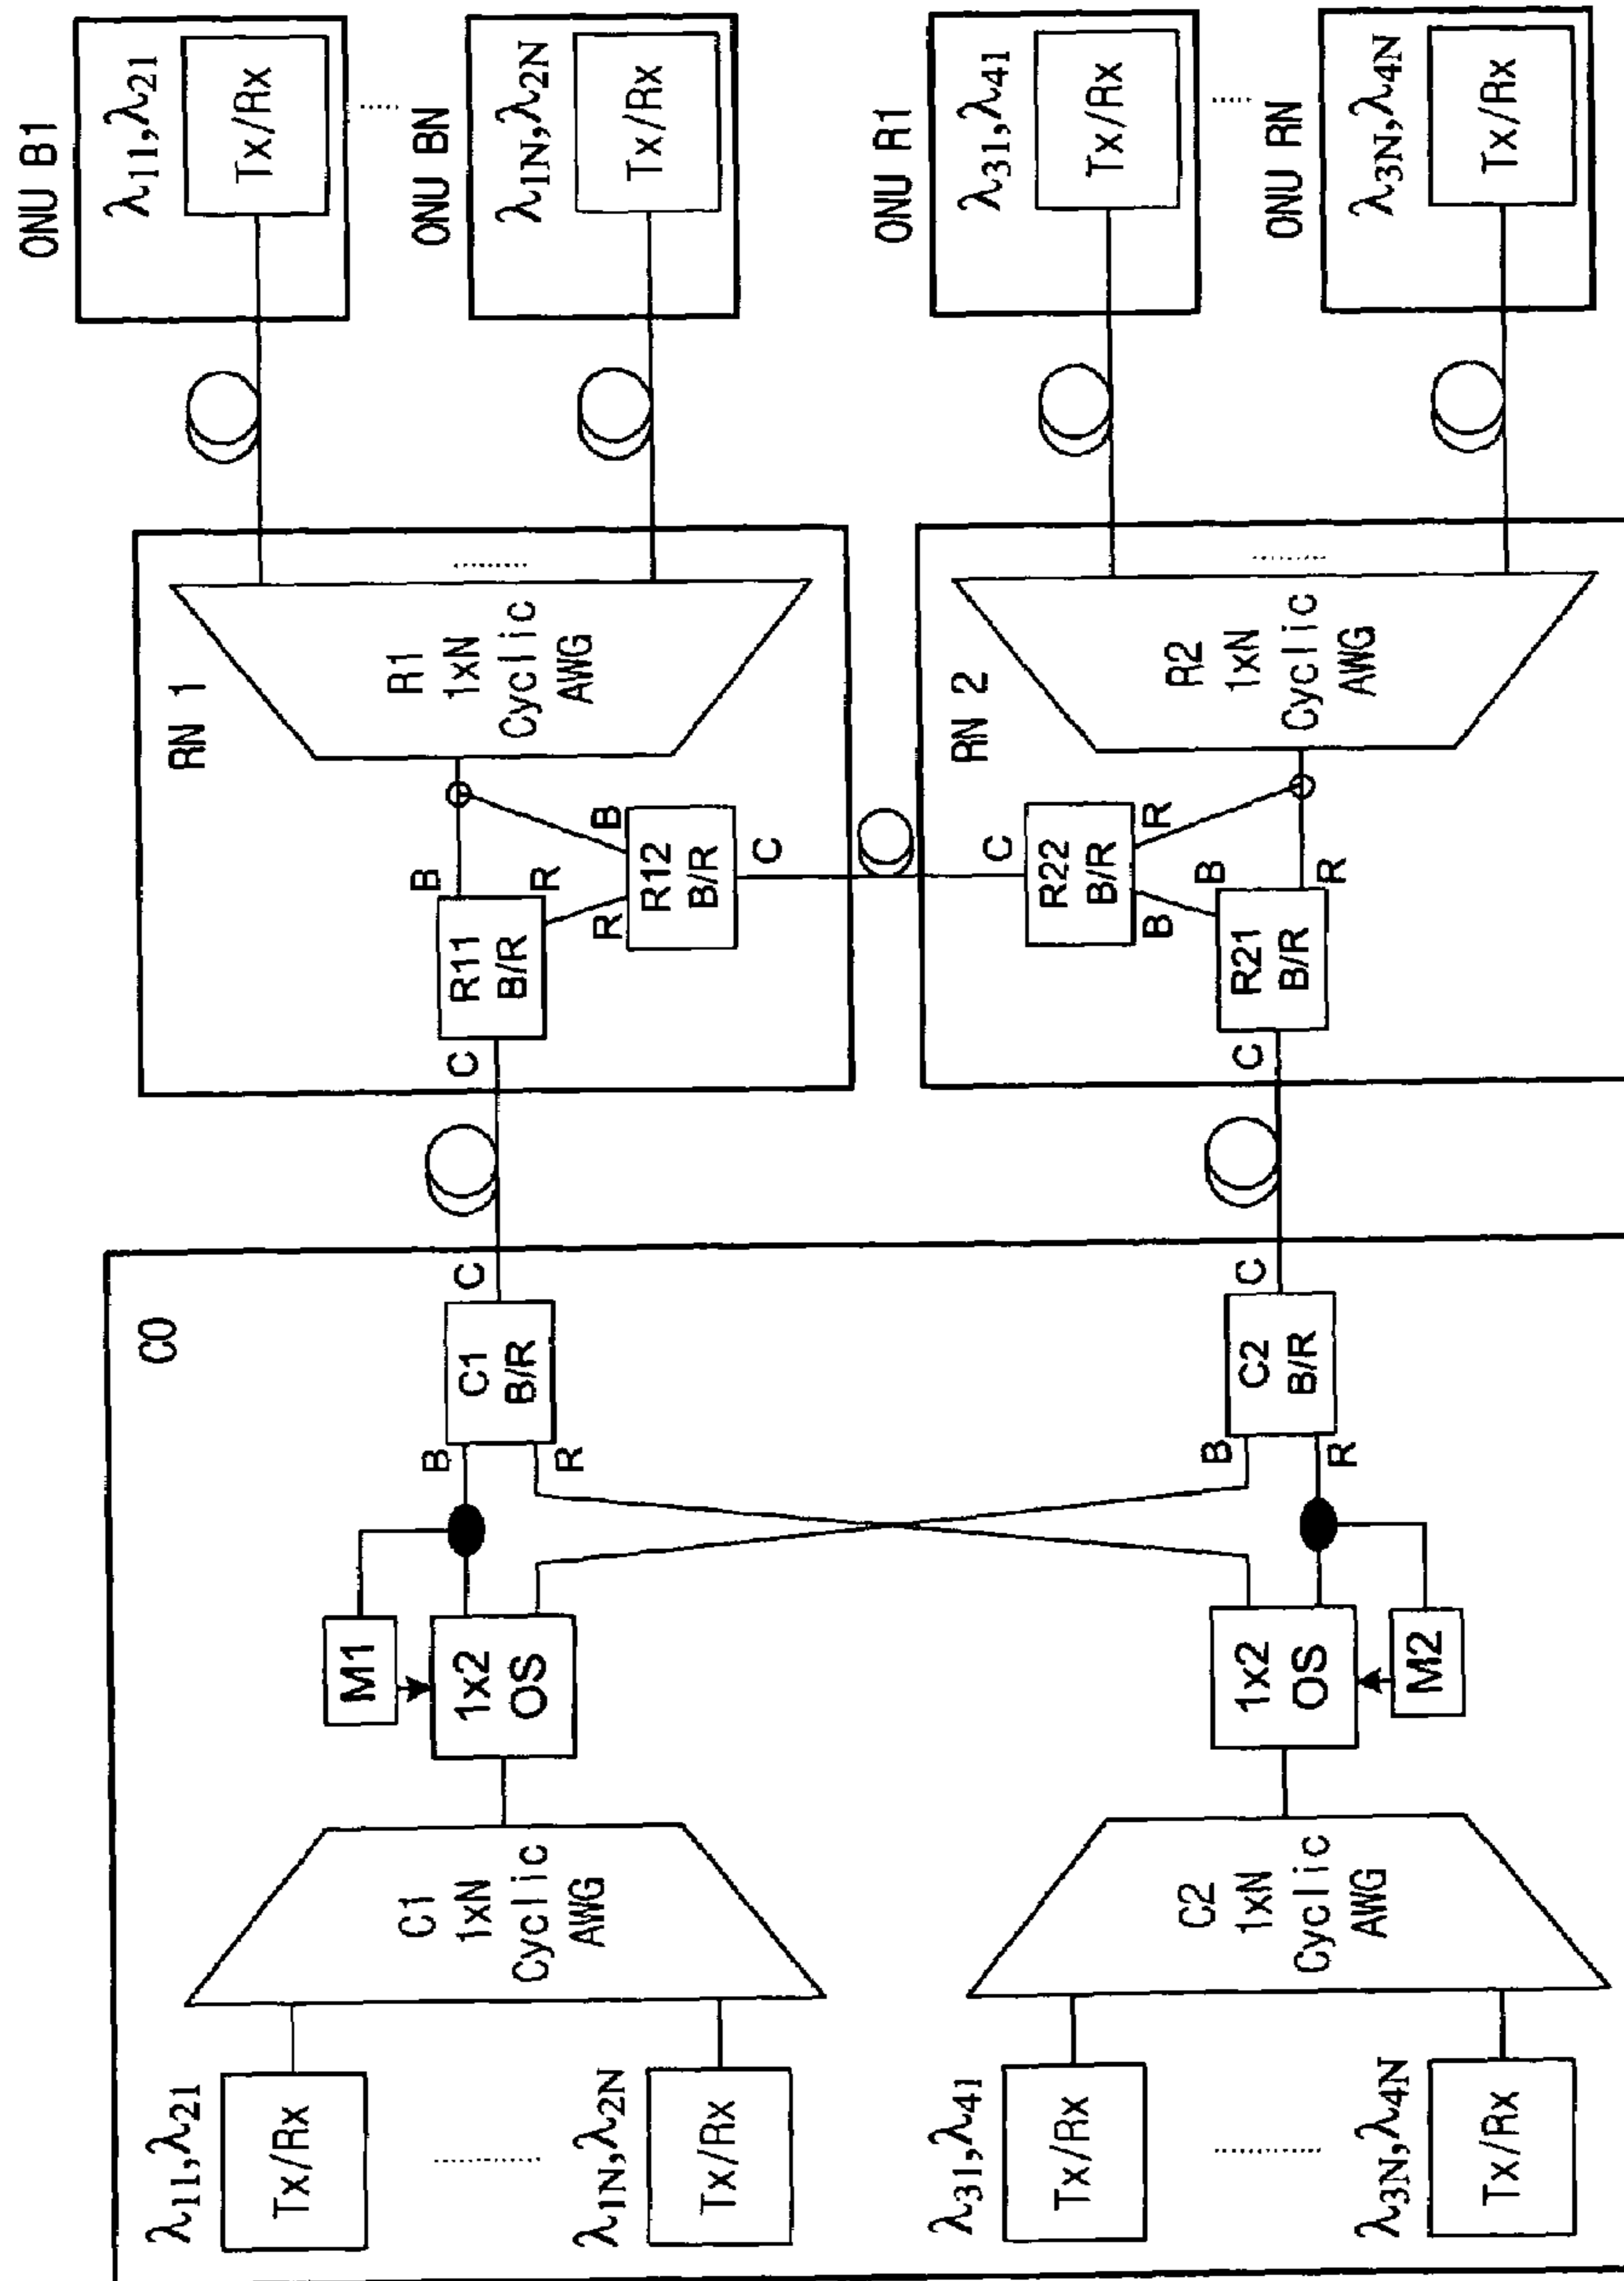 ONU B1
λ11,λ21
Tx/Rx
ONU BN
λ1N,λ2N
Tx/Rx
ONU R1
λ31,λ41
Tx/Rx
ONU RN
λ3N,λ4N
Tx/Rx
RN 1
R1
1xN
Cyclic
AWG
B
R
R11
B/R
C
B
R
R12
B/R
C
RN 2
R2
1xN
Cyclic
AWG
C
R22
B/R
R
B
B
R
R21
B/R
C
CO
C
C1
B/R
B
R
C
C2
B/R
B
R
M1
1x2
OS
1x2
OS
M2
C1
1xN
Cyclic
AWG
C2
1xN
Cyclic
AWG
λ11,λ21
Tx/Rx
λ1N,λ2N
Tx/Rx
λ31,λ41
Tx/Rx
λ3N,λ4N
Tx/Rx